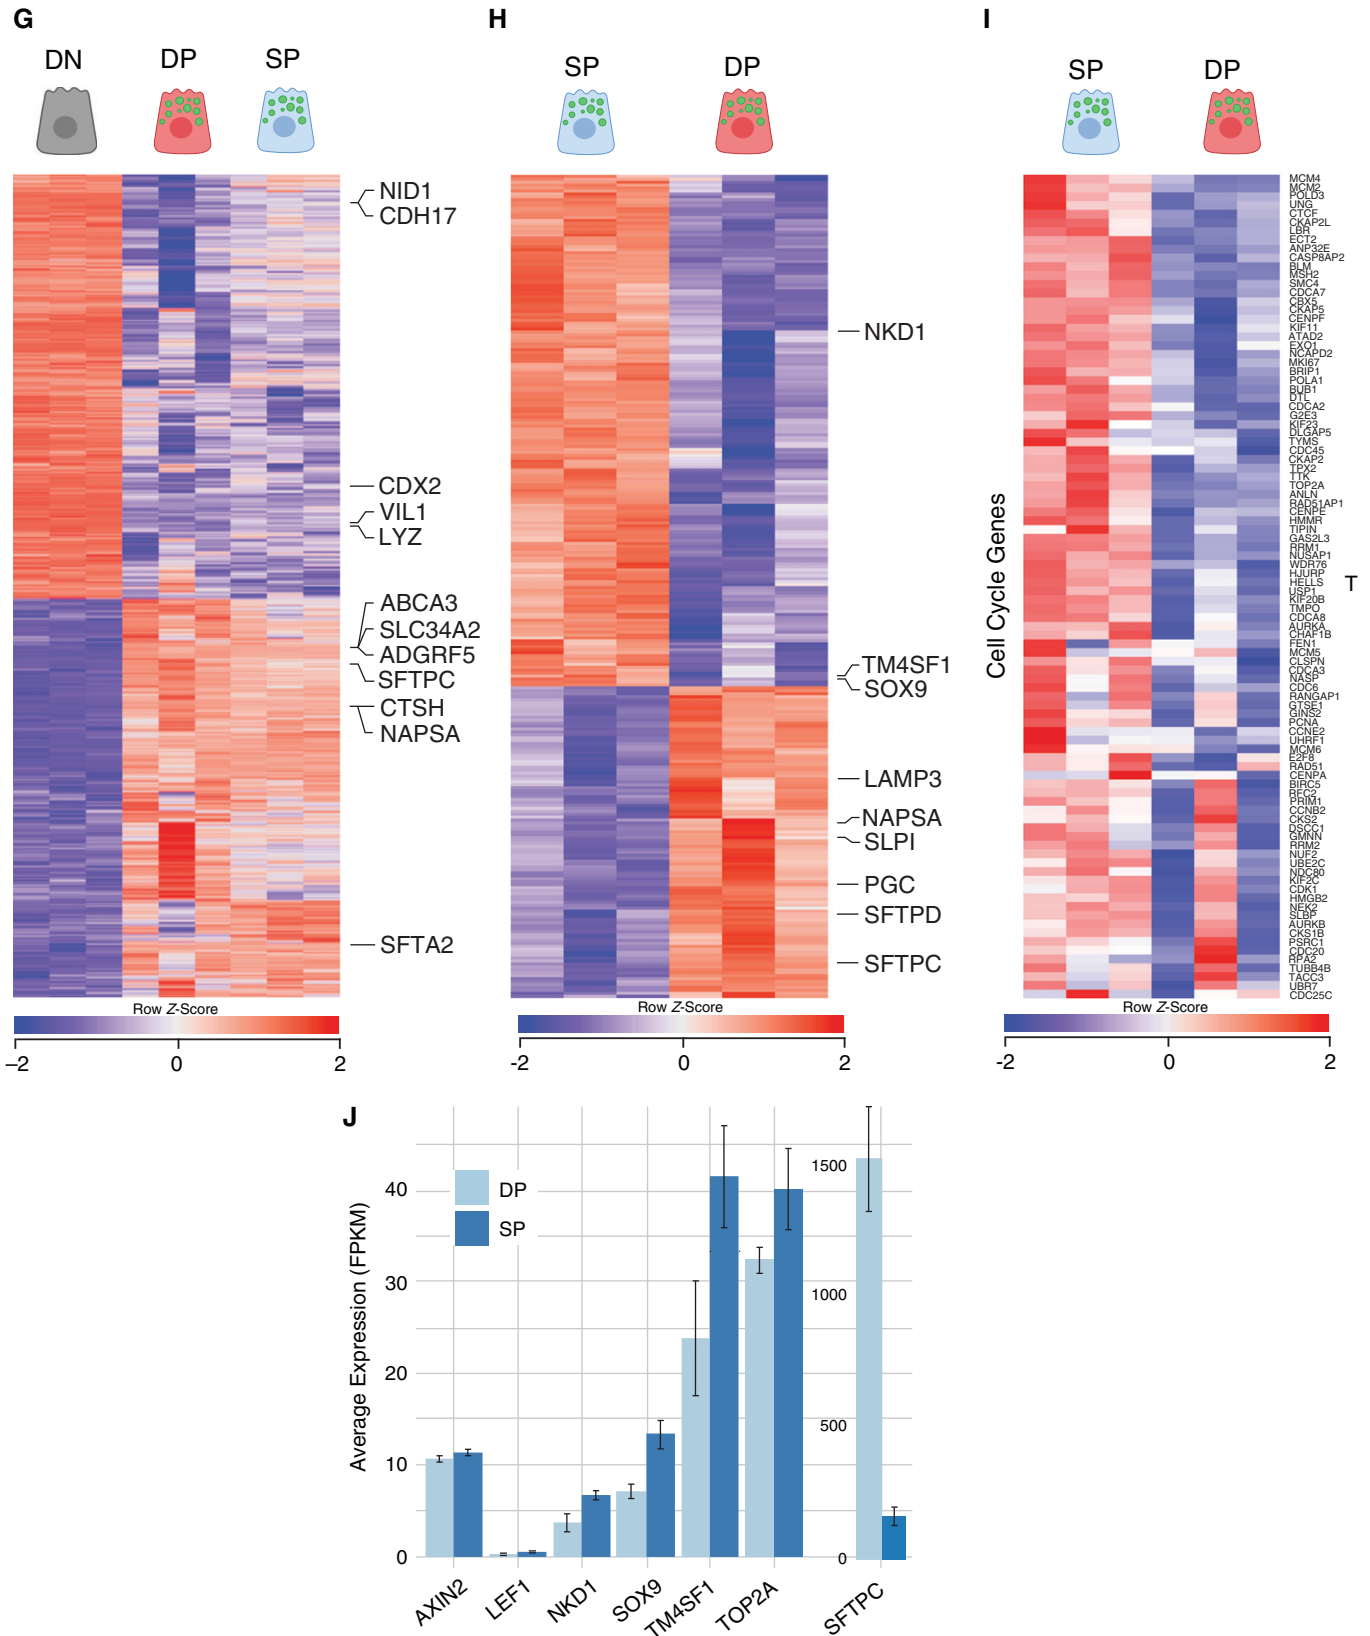 G
H
I
DN
DP
SP
SP
DP
SP
DP
NID1
CDH17
CDX2
VIL1
LYZ
ABCA3
SLC34A2
ADGRF5
SFTPC
CTSH
NAPSA
SFTA2
Row Z-Score
–2
0
2
NKD1
TM4SF1
SOX9
LAMP3
NAPSA
SLPI
PGC
SFTPD
SFTPC
Row Z-Score
-2
0
2
Cell Cycle Genes
MCM4
MCM2
POLD3
UNG
CTCF
CKAP2L
LBR
ECT2
ANP32E
CASP8AP2
BLM
MSH2
SMC4
CDCA7
CBX5
CKAP5
CENPF
KIF11
ATAD2
EXO1
NCAPD2
MKI67
BRIP1
POLA1
BUB1
DTL
CDCA2
G2E3
KIF23
DLGAP5
TYMS
CDC45
CKAP2
TPX2
TTK
TOP2A
ANLN
RAD51AP1
CENPE
HMMR
TIPIN
GAS2L3
RRM1
NUSAP1
WDR76
HJURP
HELLS
USP1
KIF20B
TMPO
CDCA8
AURKA
CHAF1B
FEN1
MCM5
CLSPN
CDCA3
NASP
CDC6
RANGAP1
GTSE1
GINS2
PCNA
CCNE2
UHRF1
MCM6
E2F8
RAD51
CENPA
BIRC5
RFC2
PRIM1
CCNB2
CKS2
DSCC1
GMNN
RRM2
NUF2
UBE2C
NDC80
KIF2C
CDK1
HMGB2
NEK2
SLBP
AURKB
CKS1B
PSRC1
CDC20
RPA2
TUBB4B
TACC3
UBR7
CDC25C
T
Row Z-Score
-2
0
2
J
Average Expression (FPKM)
40
30
20
10
0
DP
SP
1500
1000
500
0
AXIN2
LEF1
NKD1
SOX9
TM4SF1
TOP2A
SFTPC